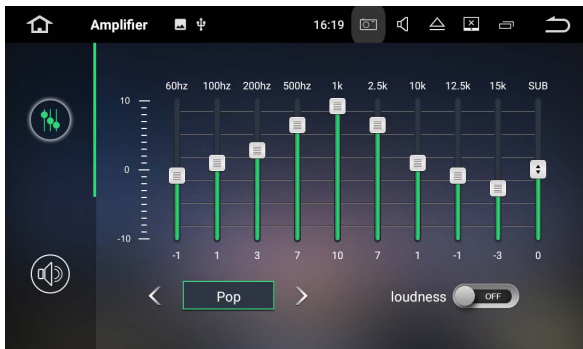 Amplifier 16:19
60hz 100hz 200hz 500hz 1k 2.5k 10k 12.5k 15k SUB
10
0
-10
-1 1 3 7 10 7 1 -1 -3 0
Pop loudness OFF